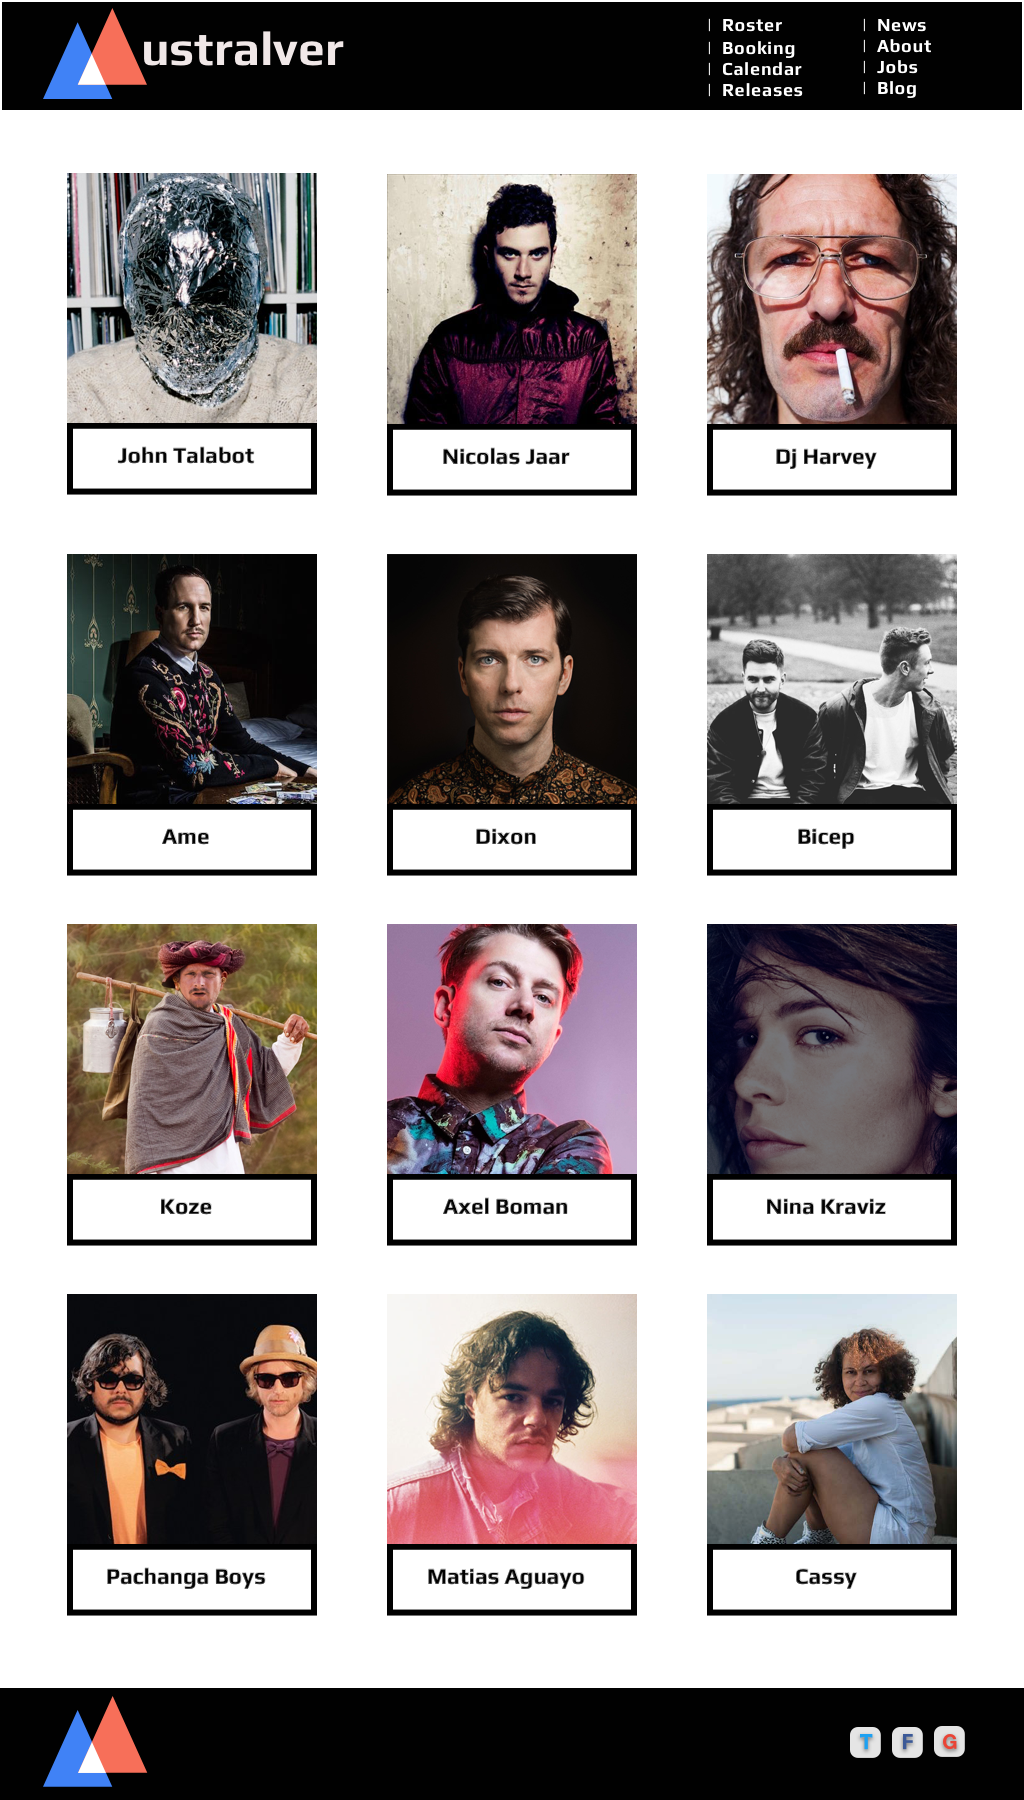 ustralver
Roster
Booking
Calendar
Releases
News
About
Jobs
Blog
John Talabot
Nicolas Jaar
Dj Harvey
Ame
Dixon
Bicep
Koze
Axel Boman
Nina Kraviz
Pachanga Boys
Matias Aguayo
Cassy
T F G